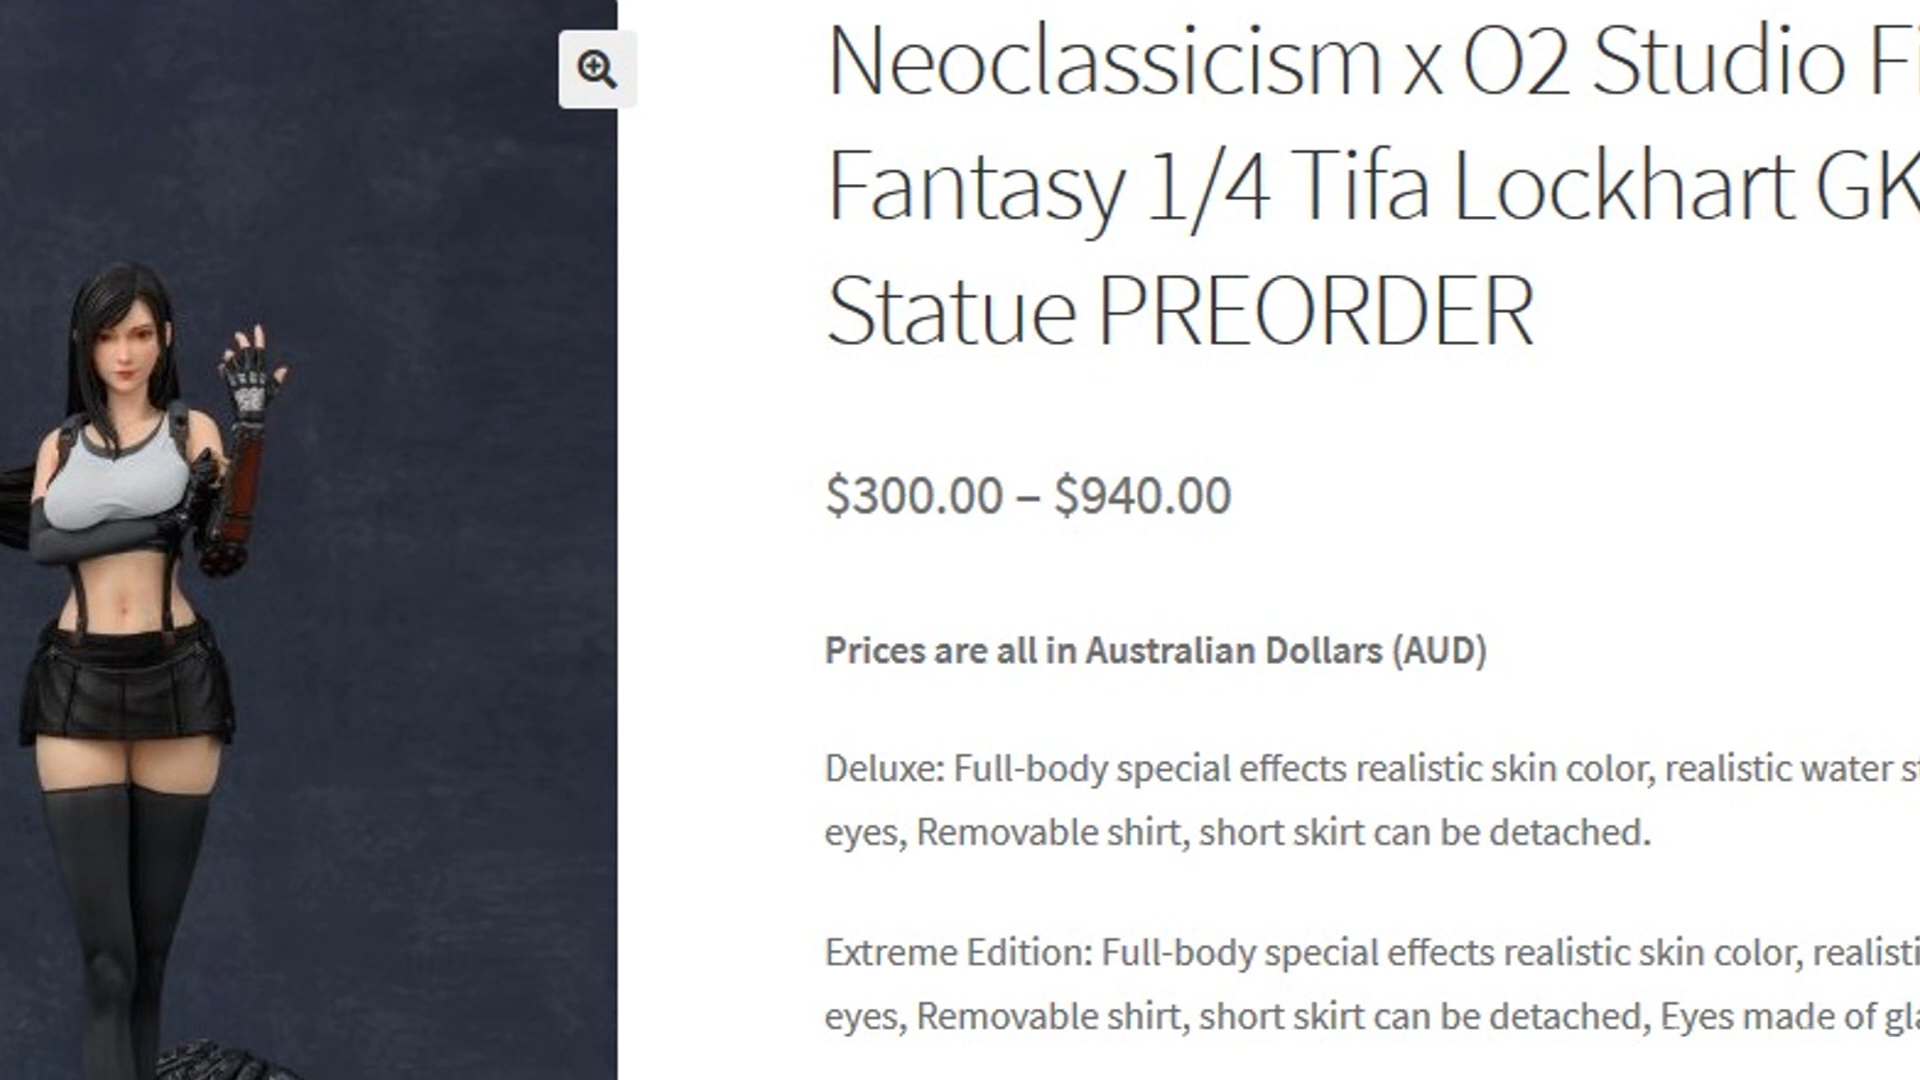 Neoclassicism x O2 Studio
Fantasy 1/4 Tifa Lockhart GK
Statue PREORDER
$300.00 – $940.00
Prices are all in Australian Dollars (AUD)
Deluxe: Full-body special effects realistic skin color, realistic water
eyes, Removable shirt, short skirt can be detached.
Extreme Edition: Full-body special effects realistic skin color,
eyes, Removable shirt, short skirt can be detached, Eyes made of